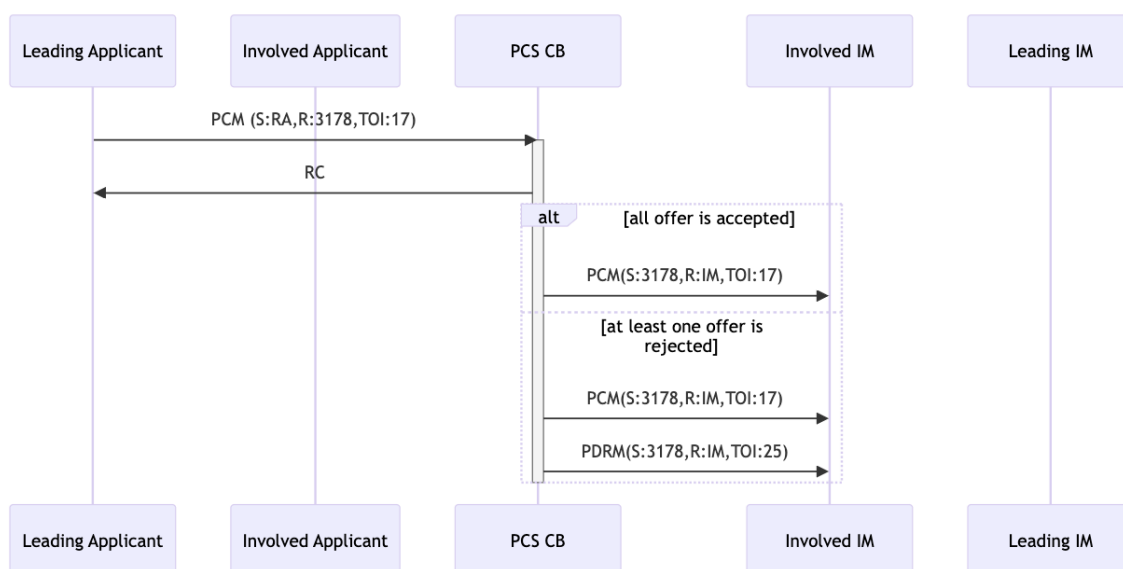 Leading Applicant
Involved Applicant
PCS CB
Involved IM
Leading IM
PCM (S:RA,R:3178,TOI:17)
RC
alt
[all offer is accepted]
PCM(S:3178,R:IM,TOI:17)
[at least one offer is
rejected]
PCM(S:3178,R:IM,TOI:17)
PDRM(S:3178,R:IM,TOI:25)
Leading Applicant
Involved Applicant
PCS CB
Involved IM
Leading IM